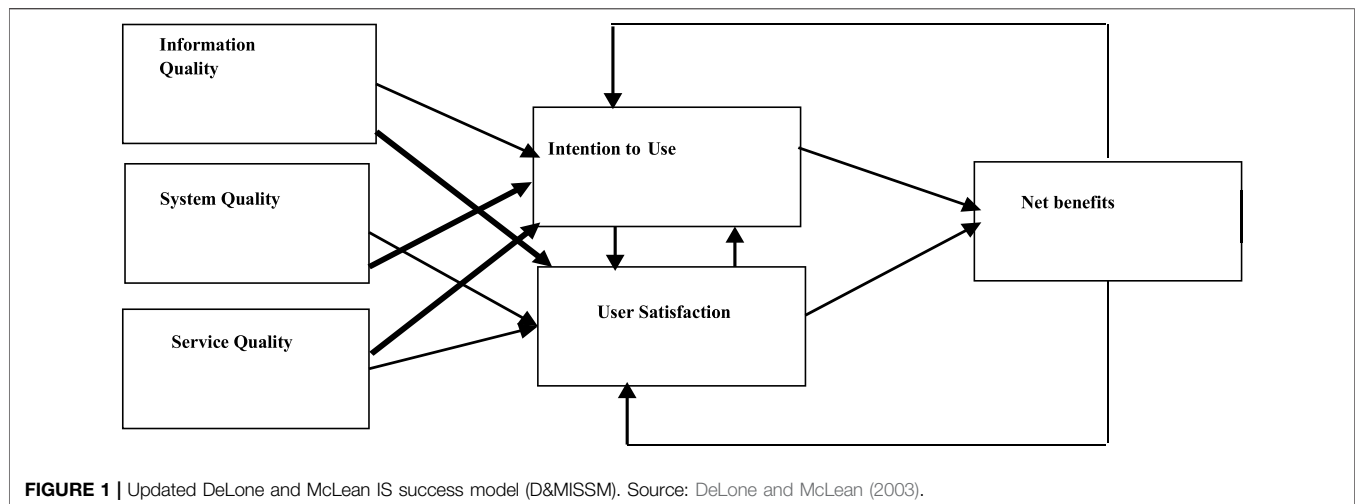 Information
Quality
Intention to Use
System Quality
Net benefits
User Satisfaction
Service Quality
FIGURE 1 | Updated DeLone and McLean IS success model (D&MISSM). Source: DeLone and McLean (2003).